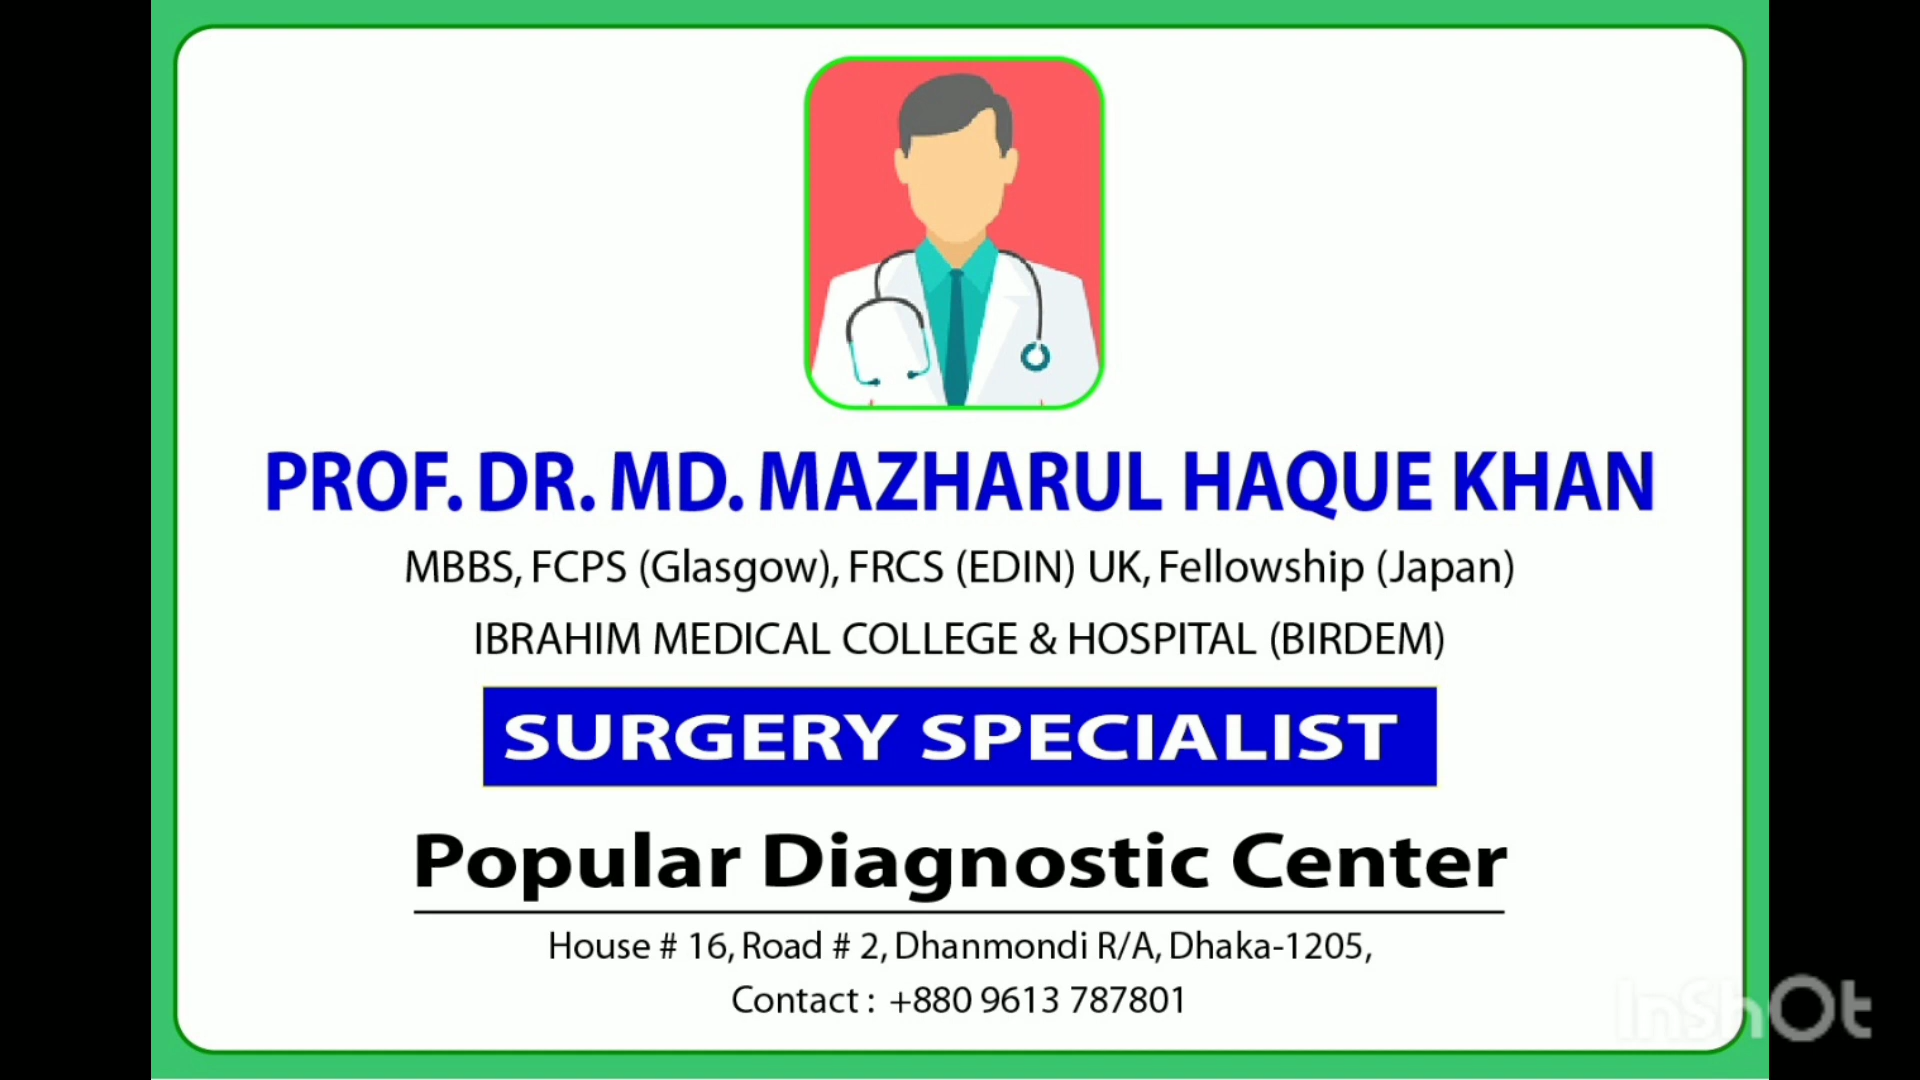 PROF. DR. MD. MAZHARUL HAQUE KHAN
MBBS, FCPS (Glasgow), FRCS (EDIN) UK, Fellowship (Japan)
IBRAHIM MEDICAL COLLEGE & HOSPITAL (BIRDEM)
SURGERY SPECIALIST
Popular Diagnostic Center
House # 16, Road # 2, Dhanmondi R/A, Dhaka-1205,
Contact : +880 9613 787801
InShOt